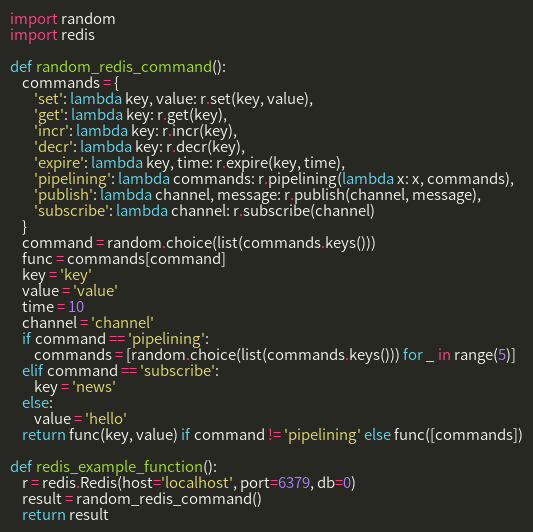 import random
import redis

def random_redis_command():
    commands = {
        'set': lambda key, value: r.set(key, value),
        'get': lambda key: r.get(key),
        'incr': lambda key: r.incr(key),
        'decr': lambda key: r.decr(key),
        'expire': lambda key, time: r.expire(key, time),
        'pipelining': lambda commands: r.pipelining(lambda x: x, commands),
        'publish': lambda channel, message: r.publish(channel, message),
        'subscribe': lambda channel: r.subscribe(channel)
    }
    command = random.choice(list(commands.keys()))
    func = commands[command]
    key = 'key'
    value = 'value'
    time = 10
    channel = 'channel'
    if command == 'pipelining':
        commands = [random.choice(list(commands.keys())) for _ in range(5)]
    elif command == 'subscribe':
        key = 'news'
    else:
        value = 'hello'
    return func(key, value) if command != 'pipelining' else func([commands])

def redis_example_function():
    r = redis.Redis(host='localhost', port=6379, db=0)
    result = random_redis_command()
    return result